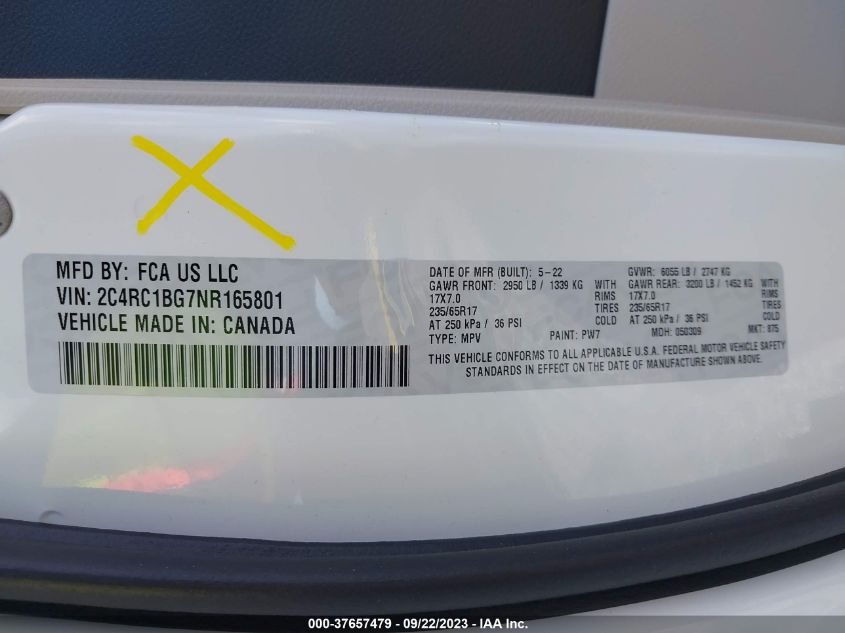 MFD BY: FCA US LLC
VIN: 2C4RC1BG7NR165801
VEHICLE MADE IN: CANADA
DATE OF MFR (BUILT): 5-22 GVWR: 6055 LB / 2747 KG
GAWR FRONT: 2950 LB / 1339 KG WITH GAWR REAR: 3200 LB / 1452 KG WITH
17X7.0 RIMS 17X7.0 RIMS
235/65R17 TIRES 235/65R17 TIRES
AT 250 kPa / 36 PSI COLD AT 250 kPa / 36 PSI COLD
TYPE: MPV PAINT: PW7 MDH: 050309 MKT: 875
THIS VEHICLE CONFORMS TO ALL APPLICABLE U.S.A. FEDERAL MOTOR VEHICLE SAFETY
STANDARDS IN EFFECT ON THE DATE OF MANUFACTURE SHOWN ABOVE.
000-37657479 - 09/22/2023 - IAA Inc.